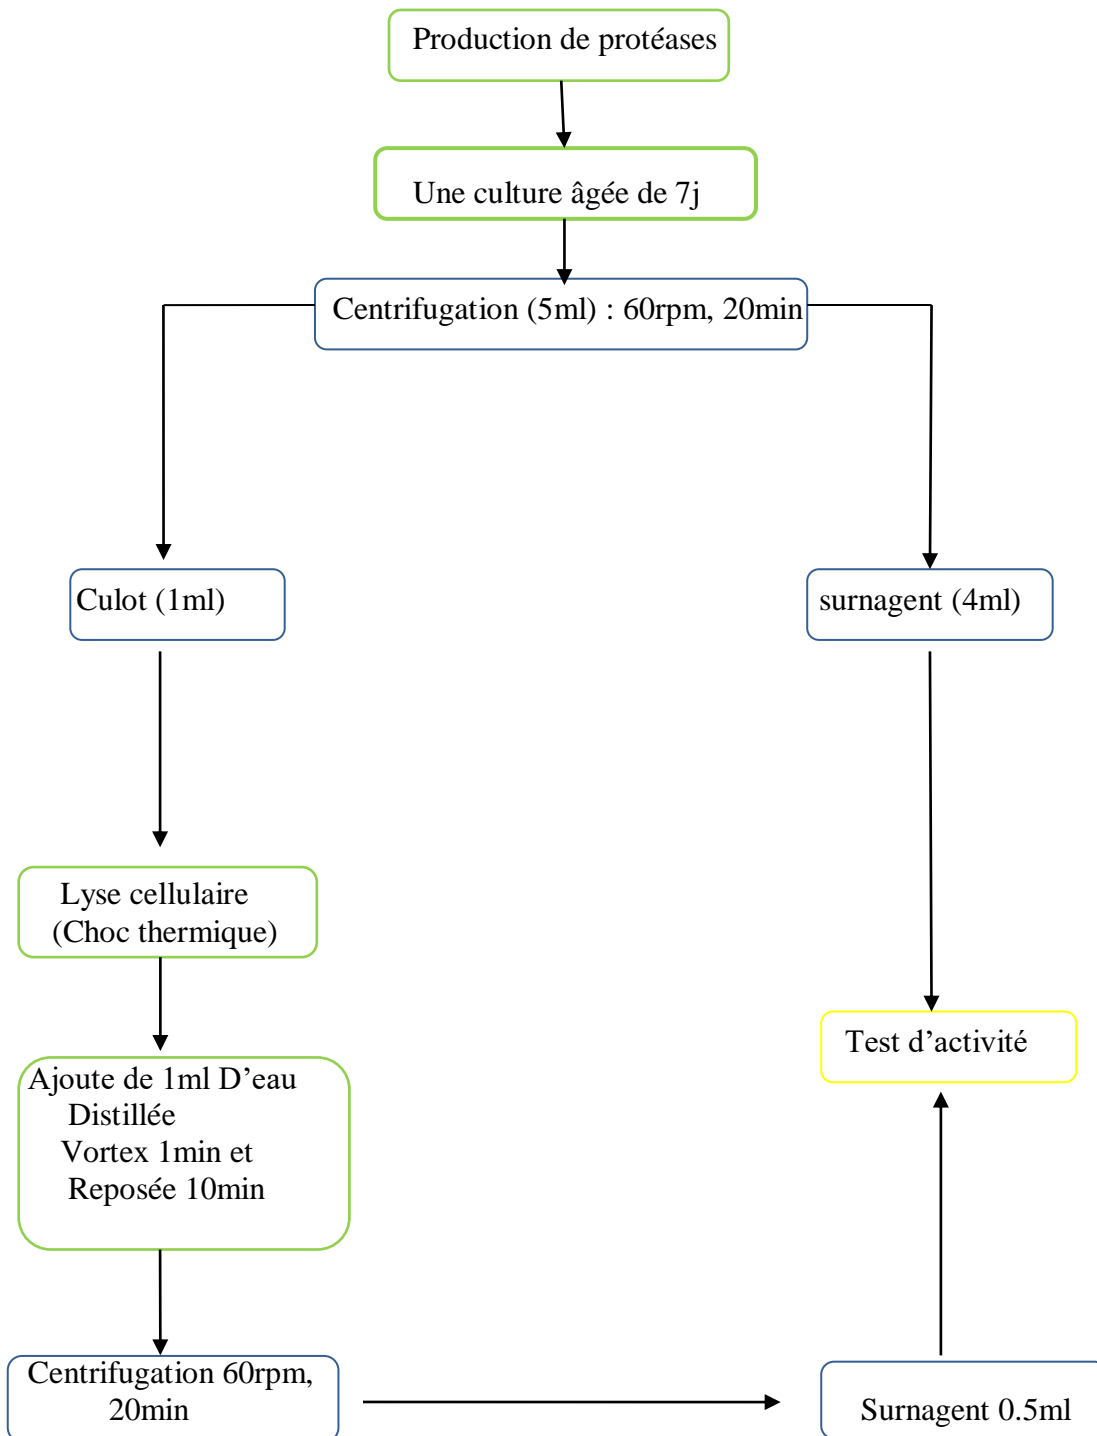 Production de protéases
Une culture âgée de 7j
Centrifugation (5ml) : 60rpm, 20min
Culot (1ml)
surnagent (4ml)
Lyse cellulaire
(Choc thermique)
Test d’activité
Ajoute de 1ml D’eau
Distillée
Vortex 1min et
Reposée 10min
Centrifugation 60rpm,
20min
Surnagent 0.5ml